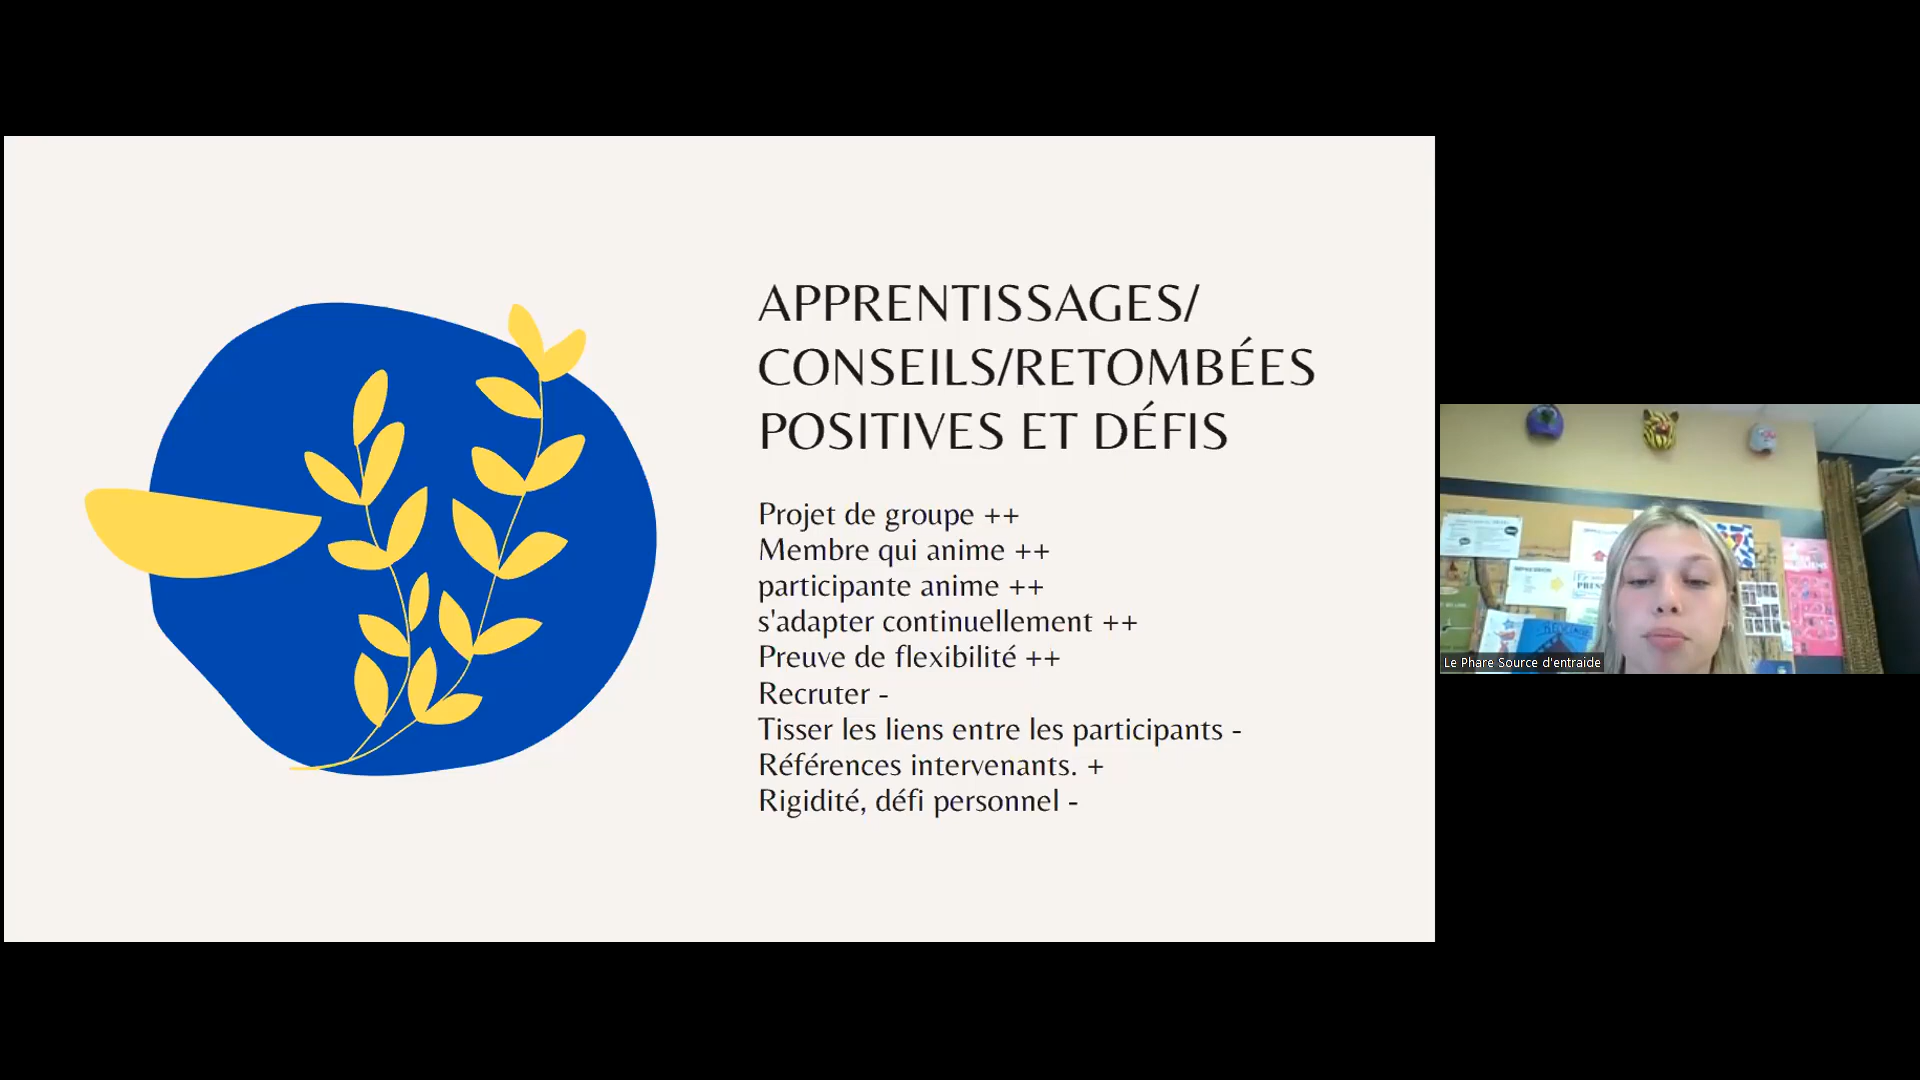 APPRENTISSAGES/
CONSEILS/RETOMBÉES
POSITIVES ET DÉFIS
Projet de groupe ++
Membre qui anime ++
participante anime ++
s'adapter continuellement ++
Preuve de flexibilité ++
Recruter -
Tisser les liens entre les participants -
Références intervenants. +
Rigidité, défi personnel -
Le Phare Source d'entraide